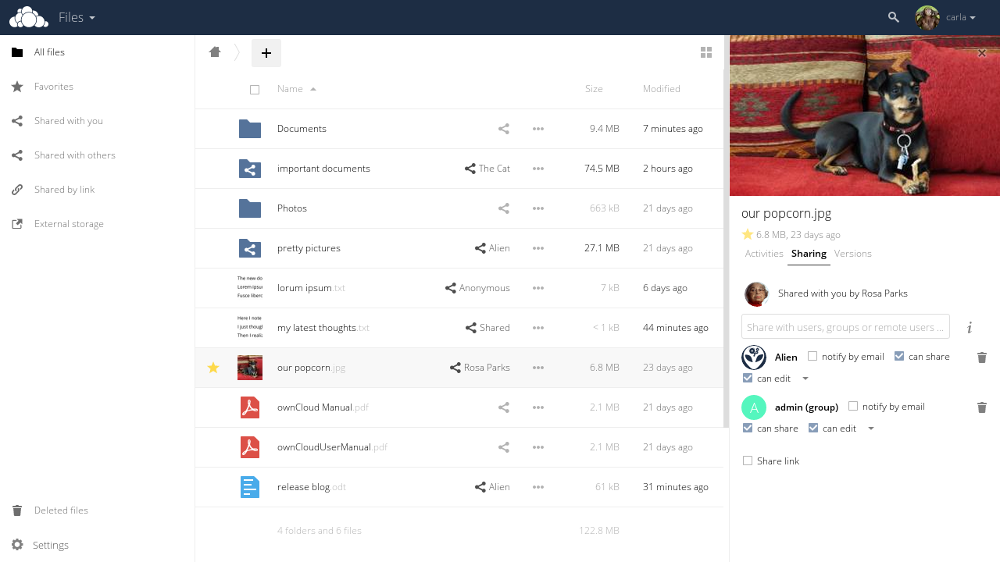 Files
carla
All files
Favorites
Shared with you
Shared with others
Shared by link
External storage
Deleted files
Settings
Name Size Modified
Documents 9.4 MB 7 minutes ago
important documents The Cat 74.5 MB 2 hours ago
Photos 663 kB 21 days ago
pretty pictures Alien 27.1 MB 21 days ago
The new do
Lorem ipsu
Fusce liberc
lorum ipsum.txt Anonymous 7 kB 6 days ago
Here I note
I just though
Then I realiz
my latest thoughts.txt Shared < 1 kB 44 minutes ago
our popcorn.jpg Rosa Parks 6.8 MB 23 days ago
ownCloud Manual.pdf 2.1 MB 21 days ago
ownCloudUserManual.pdf 2.1 MB 21 days ago
release blog.odt Alien 61 kB 31 minutes ago
4 folders and 6 files 122.8 MB
our popcorn.jpg
6.8 MB, 23 days ago
Activities Sharing Versions
Shared with you by Rosa Parks
Share with users, groups or remote users ... i
Alien notify by email can share
can edit
A admin (group) notify by email
can share can edit
Share link